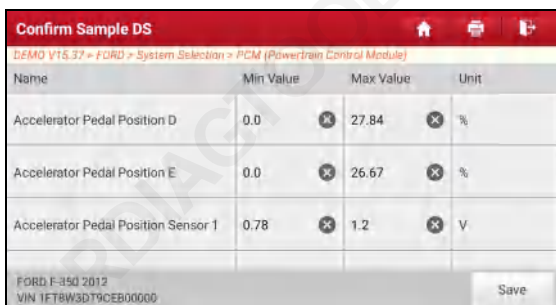 Confirm Sample DS
DEMO V15.37 > FORD > System Selection > PCM (Powertrain Control Module)
Name Min Value Max Value Unit
Accelerator Pedal Position D 0.0 27.84 %
Accelerator Pedal Position E 0.0 26.67 %
Accelerator Pedal Position Sensor 1 0.78 1.2 V
FORD F-350 2012
VIN 1FT8W3DT9CEB00000
Save